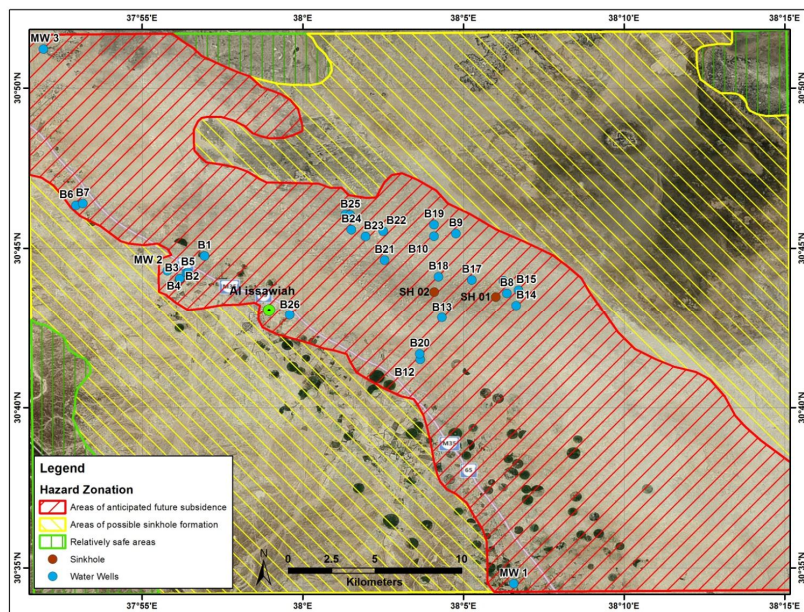 37°55'E
38°0'E
38°5'E
38°10'E
38°15'E
MW 3
30°50'N
30°50'N
B6 B7
B25
B24
B23
B22
B19
B9
B10
B21
30°45'N
30°45'N
MW 2
B1
B3
B5
B2
B4
Al issawiah
B26
B18
B17
SH 02
SH 01
B8
B15
B14
B13
B20
B12
30°40'N
30°40'N
65
Legend
Hazard Zonation
Areas of anticipated future subsidence
Areas of possible sinkhole formation
Relatively safe areas
Sinkhole
Water Wells
N
0 2.5 5 10
Kilometers
MW 1
30°35'N
30°35'N
37°55'E
38°0'E
38°5'E
38°10'E
38°15'E